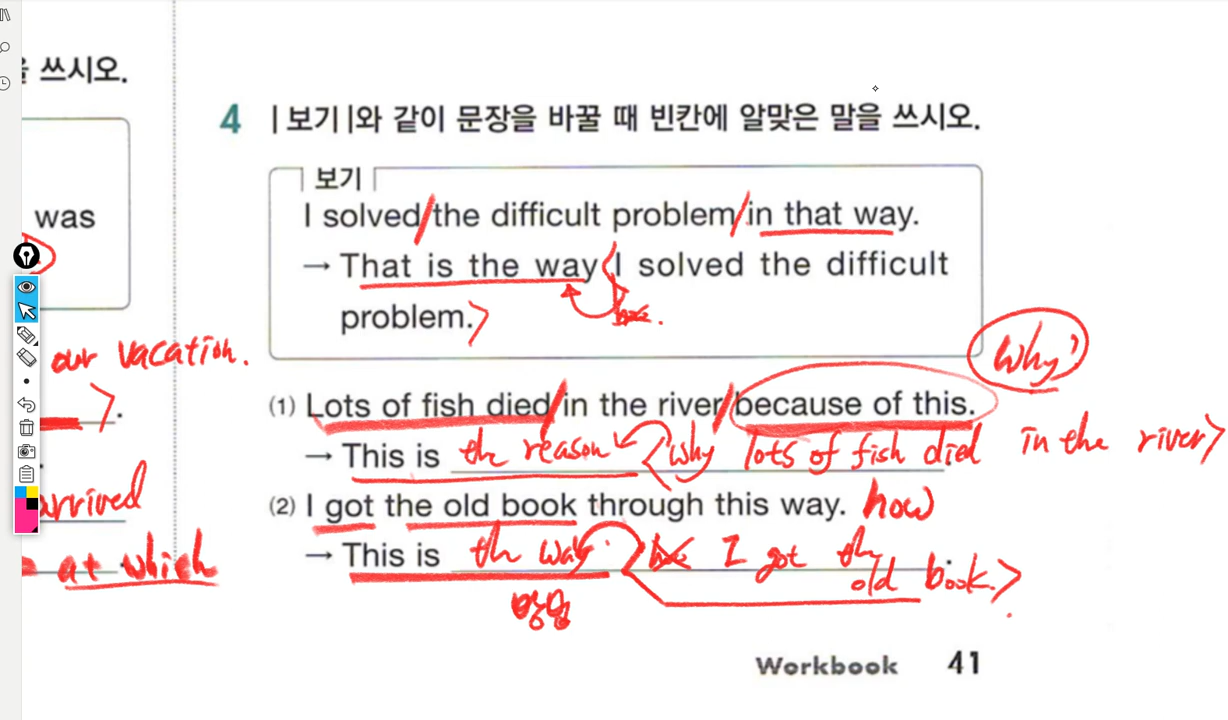 을 쓰시오.
was
our vacation.
.
arrived
at which
4 | 보기 |와 같이 문장을 바꿀 때 빈칸에 알맞은 말을 쓰시오.
보기
I solved/the difficult problem/in that way.
→ That is the way I solved the difficult
problem.
why?
(1) Lots of fish died/in the river/because of this.
→ This is the reason why lots of fish died in the river
(2) I got the old book through this way. how
→ This is th way I got th
old book.
방법
Workbook 41